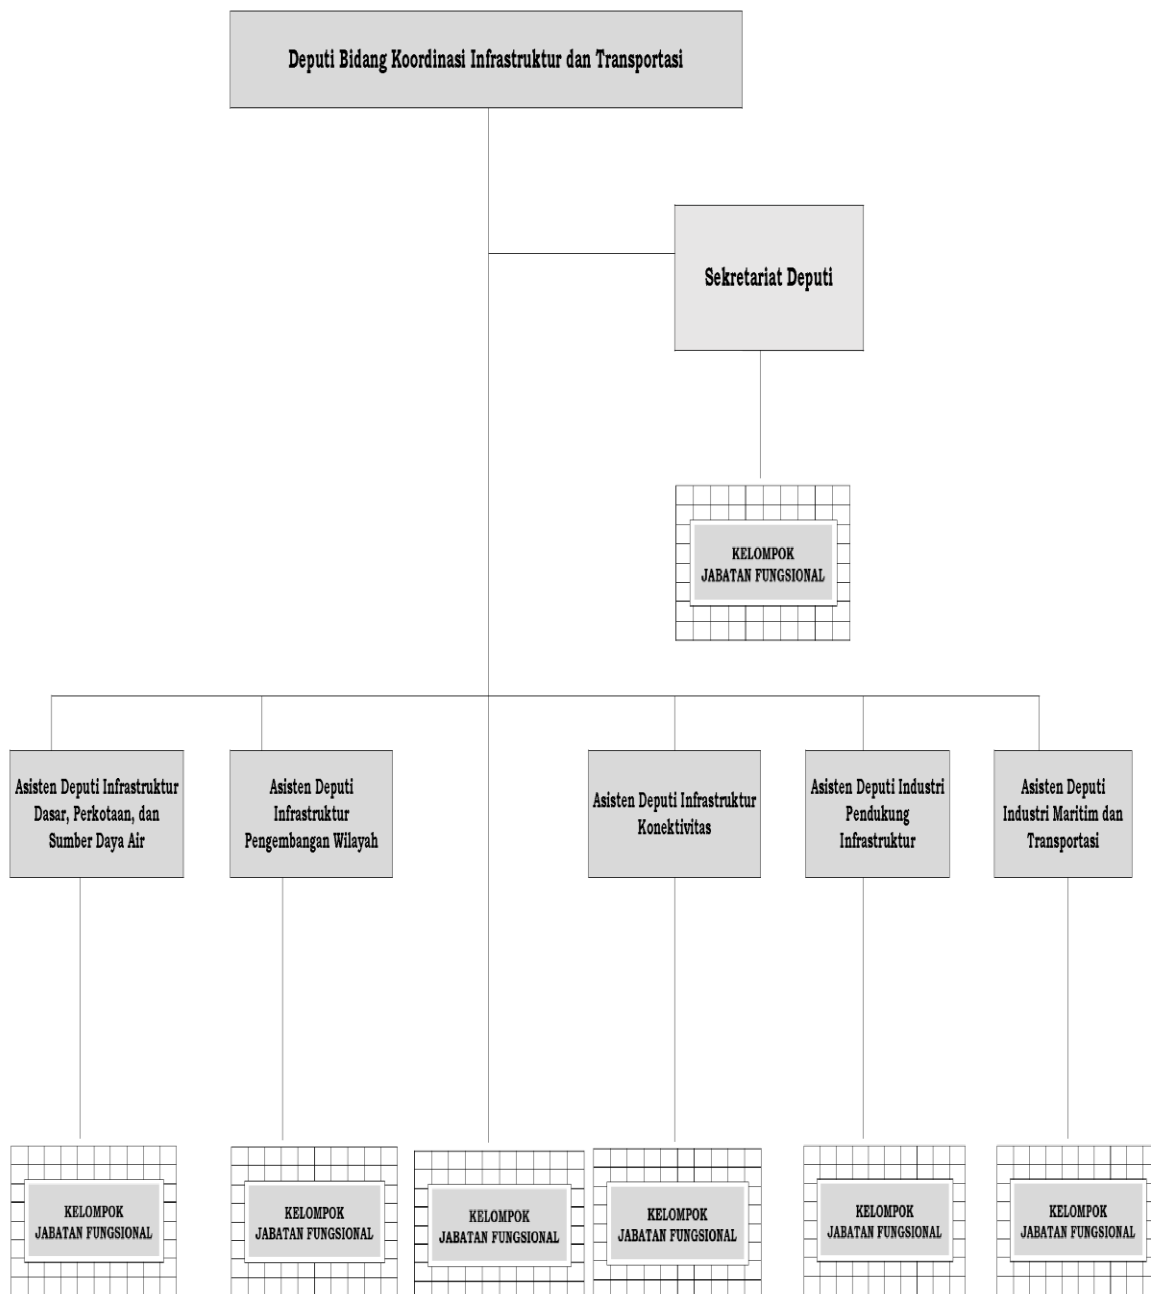 Deputi Bidang Koordinasi Infrastruktur dan Transportasi
Sekretariat Deputi
KELOMPOK
JABATAN FUNGSIONAL
Asisten Deputi Infrastruktur
Dasar, Perkotaan, dan
Sumber Daya Air
Asisten Deputi
Infrastruktur
Pengembangan Wilayah
Asisten Deputi Infrastruktur
Konektivitas
Asisten Deputi Industri
Pendukung
Infrastruktur
Asisten Deputi
Industri Maritim dan
Transportasi
KELOMPOK
JABATAN FUNGSIONAL
KELOMPOK
JABATAN FUNGSIONAL
KELOMPOK
JABATAN FUNGSIONAL
KELOMPOK
JABATAN FUNGSIONAL
KELOMPOK
JABATAN FUNGSIONAL
KELOMPOK
JABATAN FUNGSIONAL